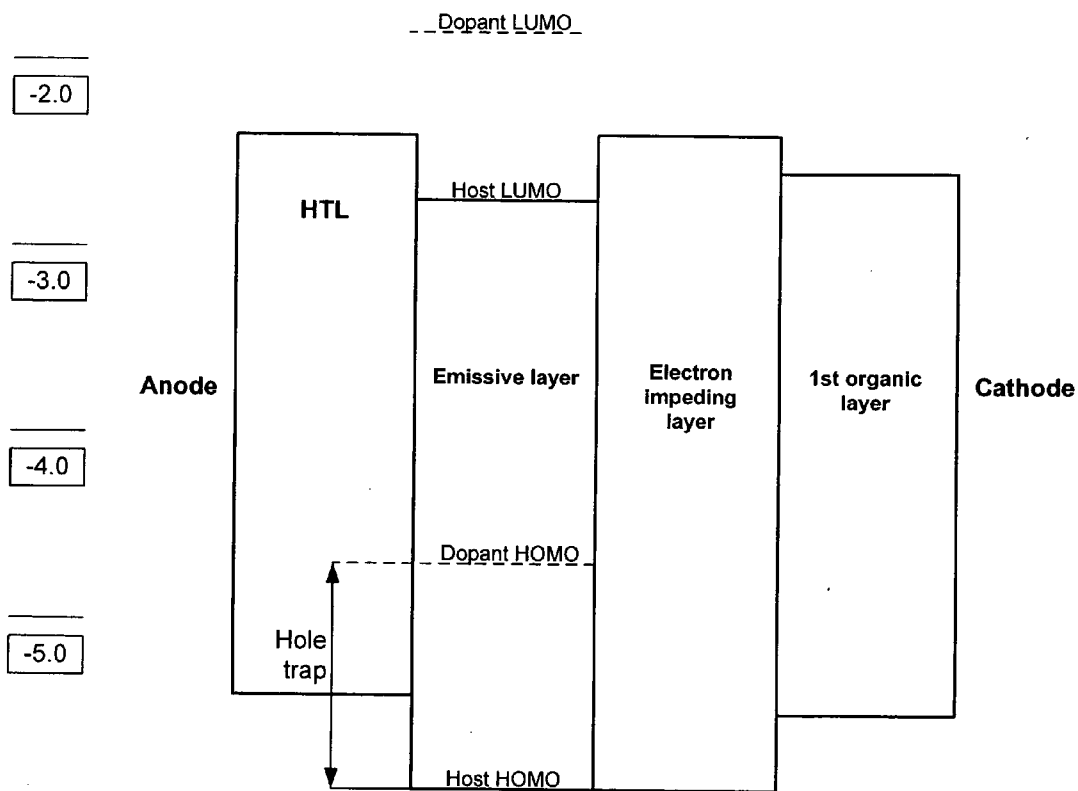 Dopant LUMO
-2.0
Host LUMO
HTL
-3.0
Anode
Emissive layer
Electron
impeding
layer
1st organic
layer
Cathode
-4.0
Dopant HOMO
Hole
trap
-5.0
Host HOMO